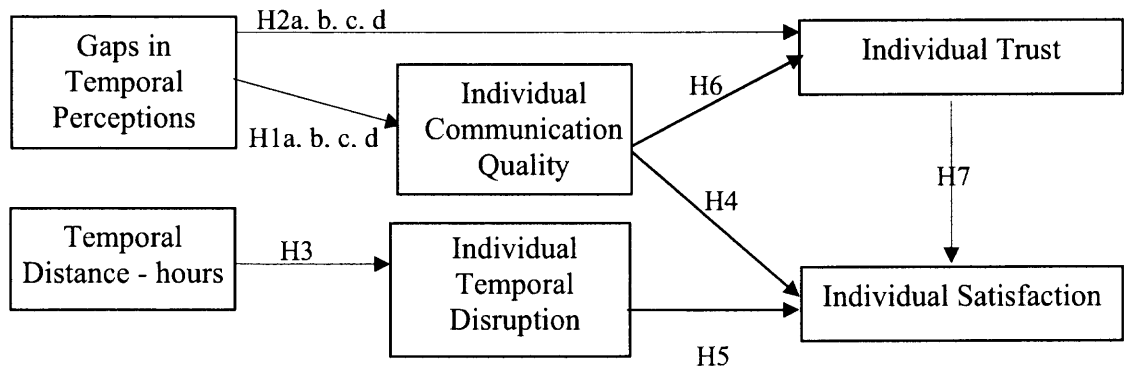 Gaps in
Temporal
Perceptions
H2a. b. c. d
H1a. b. c. d
Individual
Communication
Quality
H6
Individual Trust
H4
H7
Temporal
Distance - hours
H3
Individual
Temporal
Disruption
H5
Individual Satisfaction